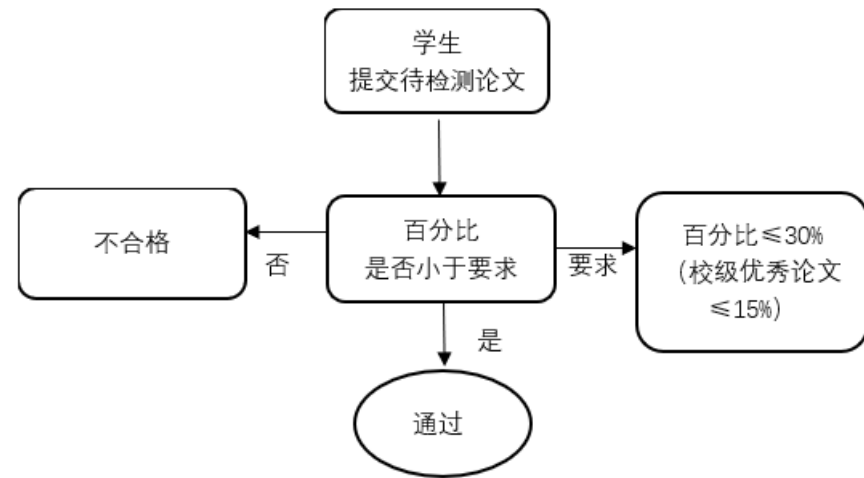 学生
提交待检测论文
不合格
否
百分比
是否小于要求
要求
百分比≤30%
（校级优秀论文
≤15%）
是
通过